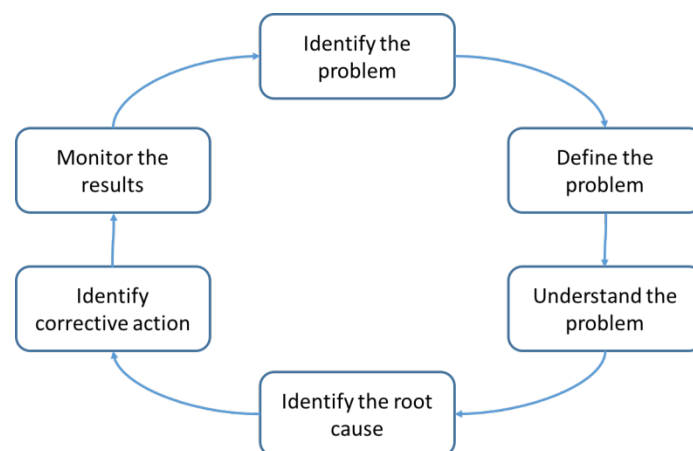 Identify the
problem
Define the
problem
Understand the
problem
Identify the root
cause
Identify
corrective action
Monitor the
results